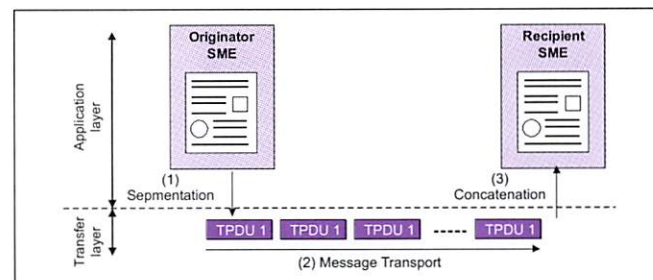 Originator
SME
Recipient
SME
Application
layer
(1)
Sepmentation
(3)
Concatenation
Transfer
layer
TPDU 1 TPDU 1 TPDU 1 TPDU 1
(2) Message Transport